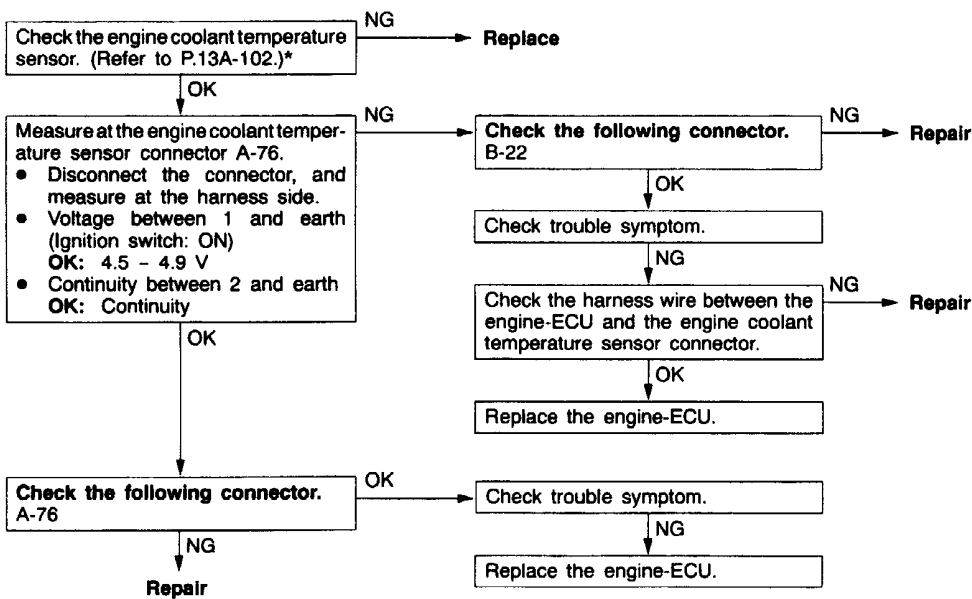 Check the engine coolant temperature
sensor. (Refer to P.13A-102.)*
NG
Replace
OK
Measure at the engine coolant temper-
ature sensor connector A-76.
● Disconnect the connector, and
measure at the harness side.
● Voltage between 1 and earth
(Ignition switch: ON)
OK: 4.5 – 4.9 V
● Continuity between 2 and earth
OK: Continuity
NG
Check the following connector.
B-22
NG
Repair
OK
Check trouble symptom.
NG
Check the harness wire between the
engine-ECU and the engine coolant
temperature sensor connector.
NG
Repair
OK
Replace the engine-ECU.
OK
Check the following connector.
A-76
OK
Check trouble symptom.
NG
Replace the engine-ECU.
NG
Repair